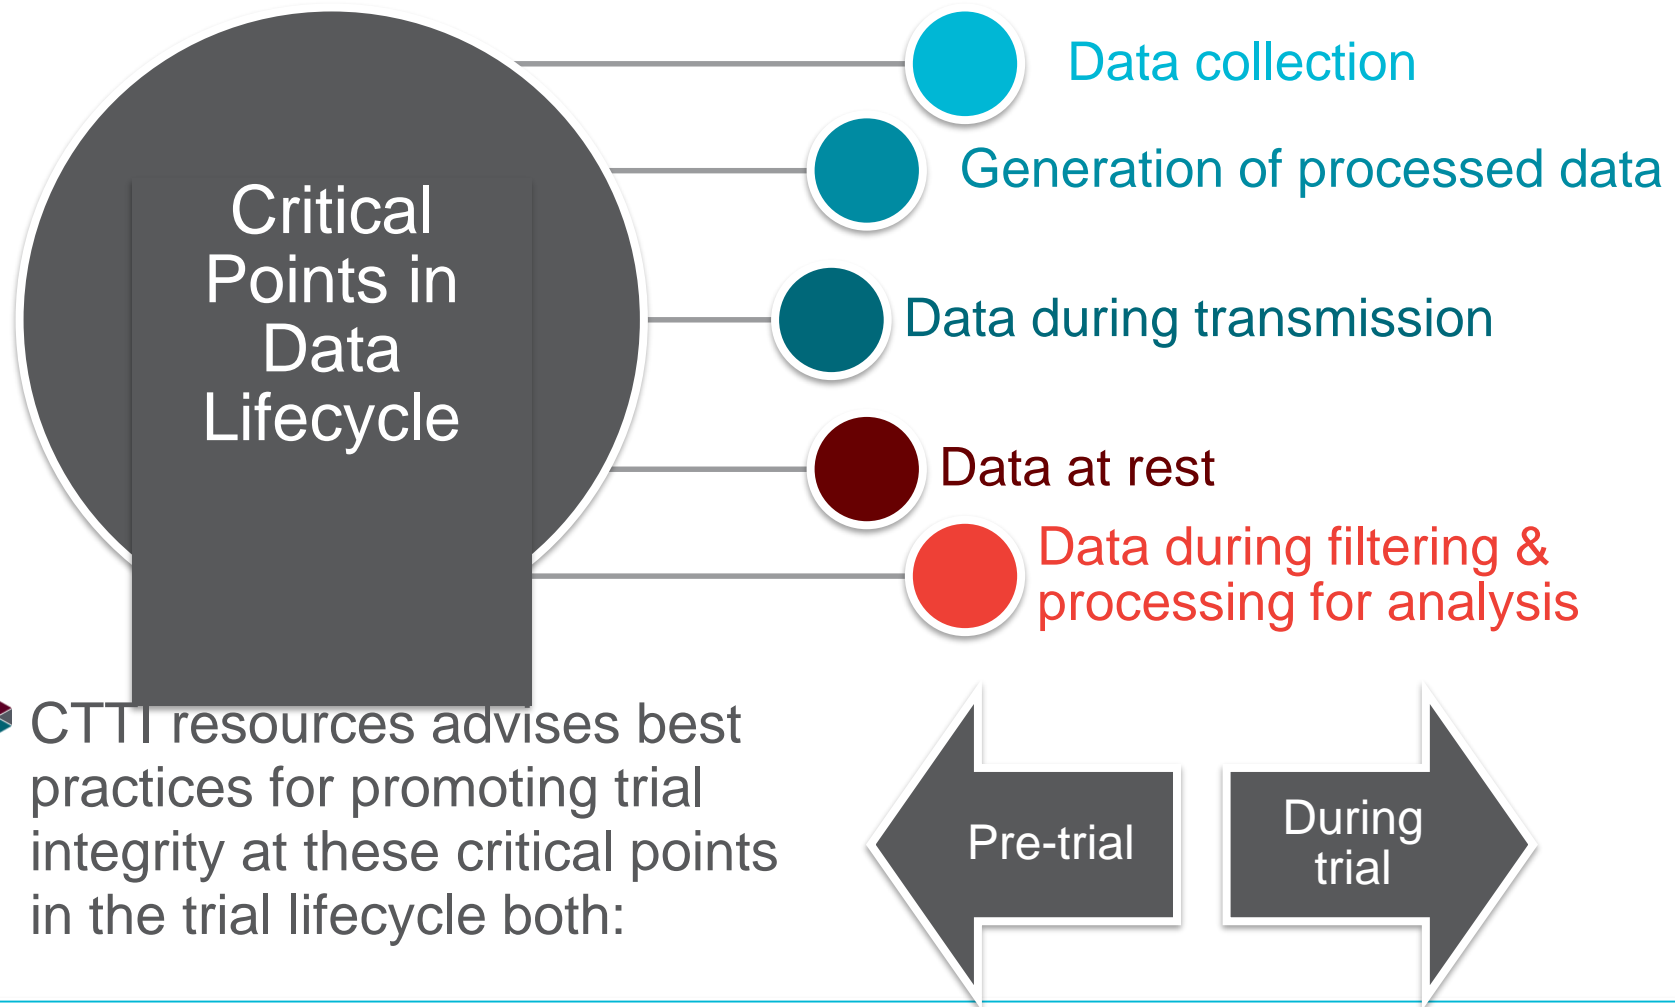 Critical
Points in
Data
Lifecycle
Data collection
Generation of processed data
Data during transmission
Data at rest
Data during filtering &
processing for analysis
CTTI resources advises best
practices for promoting trial
integrity at these critical points
in the trial lifecycle both:
Pre-trial
During
trial